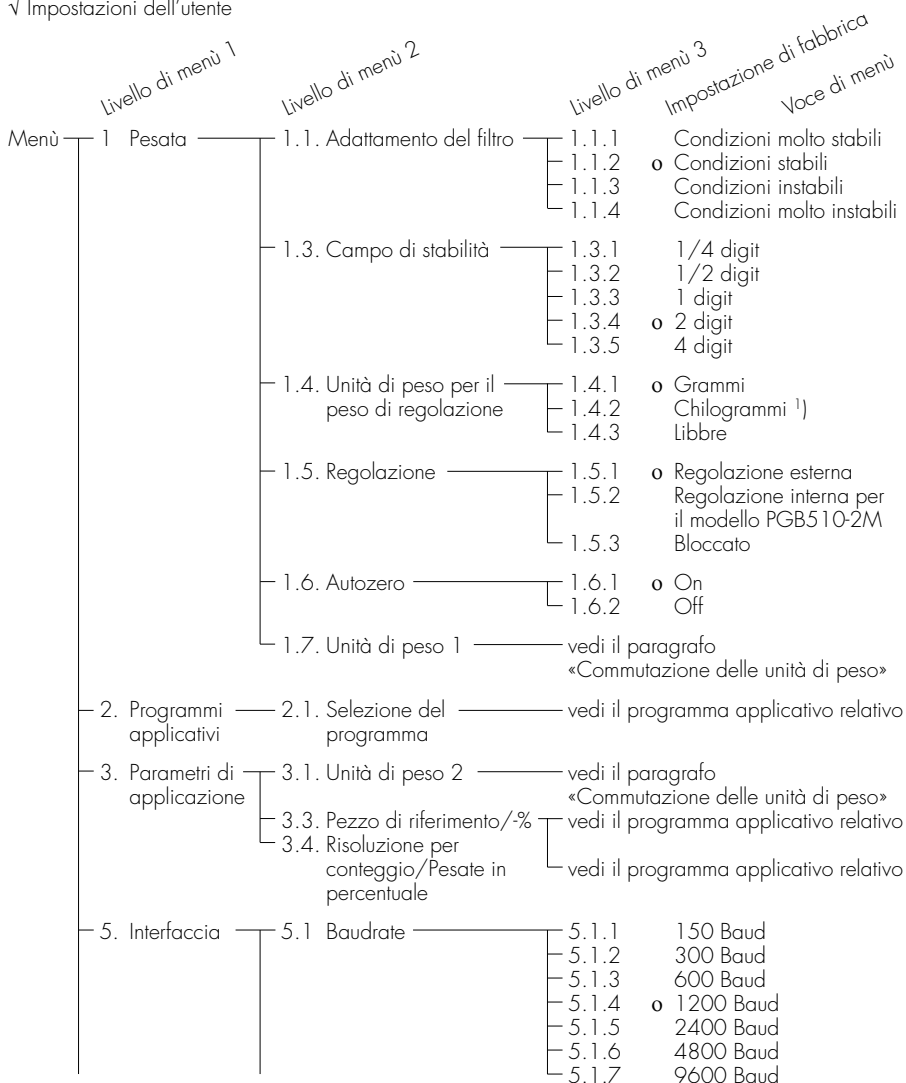 √ Impostazioni dell'utente
Livello di menù 1 Livello di menù 2 Livello di menù 3 Impostazione di fabbrica Voce di menù
Menù 1 Pesata 1.1. Adattamento del filtro 1.1.1 Condizioni molto stabili
1.1.2 o Condizioni stabili
1.1.3 Condizioni instabili
1.1.4 Condizioni molto instabili
1.3. Campo di stabilità 1.3.1 1/4 digit
1.3.2 1/2 digit
1.3.3 1 digit
1.3.4 o 2 digit
1.3.5 4 digit
1.4. Unità di peso per il 1.4.1 o Grammi
peso di regolazione 1.4.2 Chilogrammi 1)
1.4.3 Libbre
1.5. Regolazione 1.5.1 o Regolazione esterna
1.5.2 Regolazione interna per
il modello PGB510-2M
1.5.3 Bloccato
1.6. Autozero 1.6.1 o On
1.6.2 Off
1.7. Unità di peso 1 vedi il paragrafo
«Commutazione delle unità di peso»
2. Programmi 2.1. Selezione del vedi il programma applicativo relativo
applicativi programma
3. Parametri di 3.1. Unità di peso 2 vedi il paragrafo
applicazione «Commutazione delle unità di peso»
3.3. Pezzo di riferimento/-% vedi il programma applicativo relativo
3.4. Risoluzione per
conteggio/Pesate in vedi il programma applicativo relativo
percentuale
5. Interfaccia 5.1 Baudrate 5.1.1 150 Baud
5.1.2 300 Baud
5.1.3 600 Baud
5.1.4 o 1200 Baud
5.1.5 2400 Baud
5.1.6 4800 Baud
5.1.7 9600 Baud